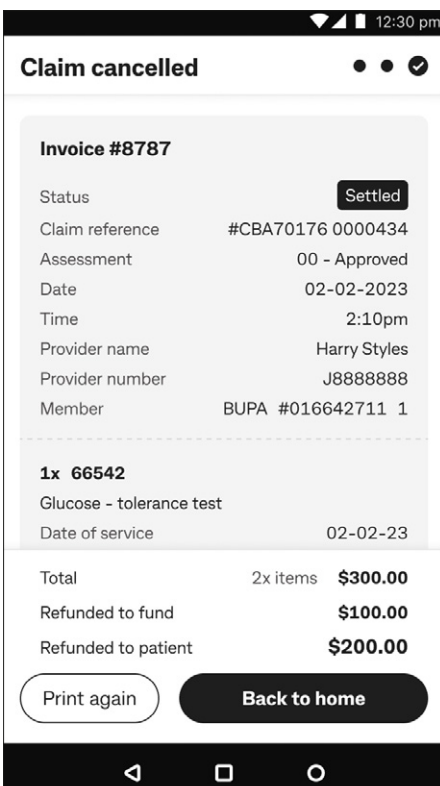 12:30 pm
Claim cancelled
Invoice #8787
Status Settled
Claim reference #CBA70176 0000434
Assessment 00 - Approved
Date 02-02-2023
Time 2:10pm
Provider name Harry Styles
Provider number J8888888
Member BUPA #016642711 1
1x 66542
Glucose - tolerance test
Date of service 02-02-23
Total 2x items $300.00
Refunded to fund $100.00
Refunded to patient $200.00
Print again Back to home